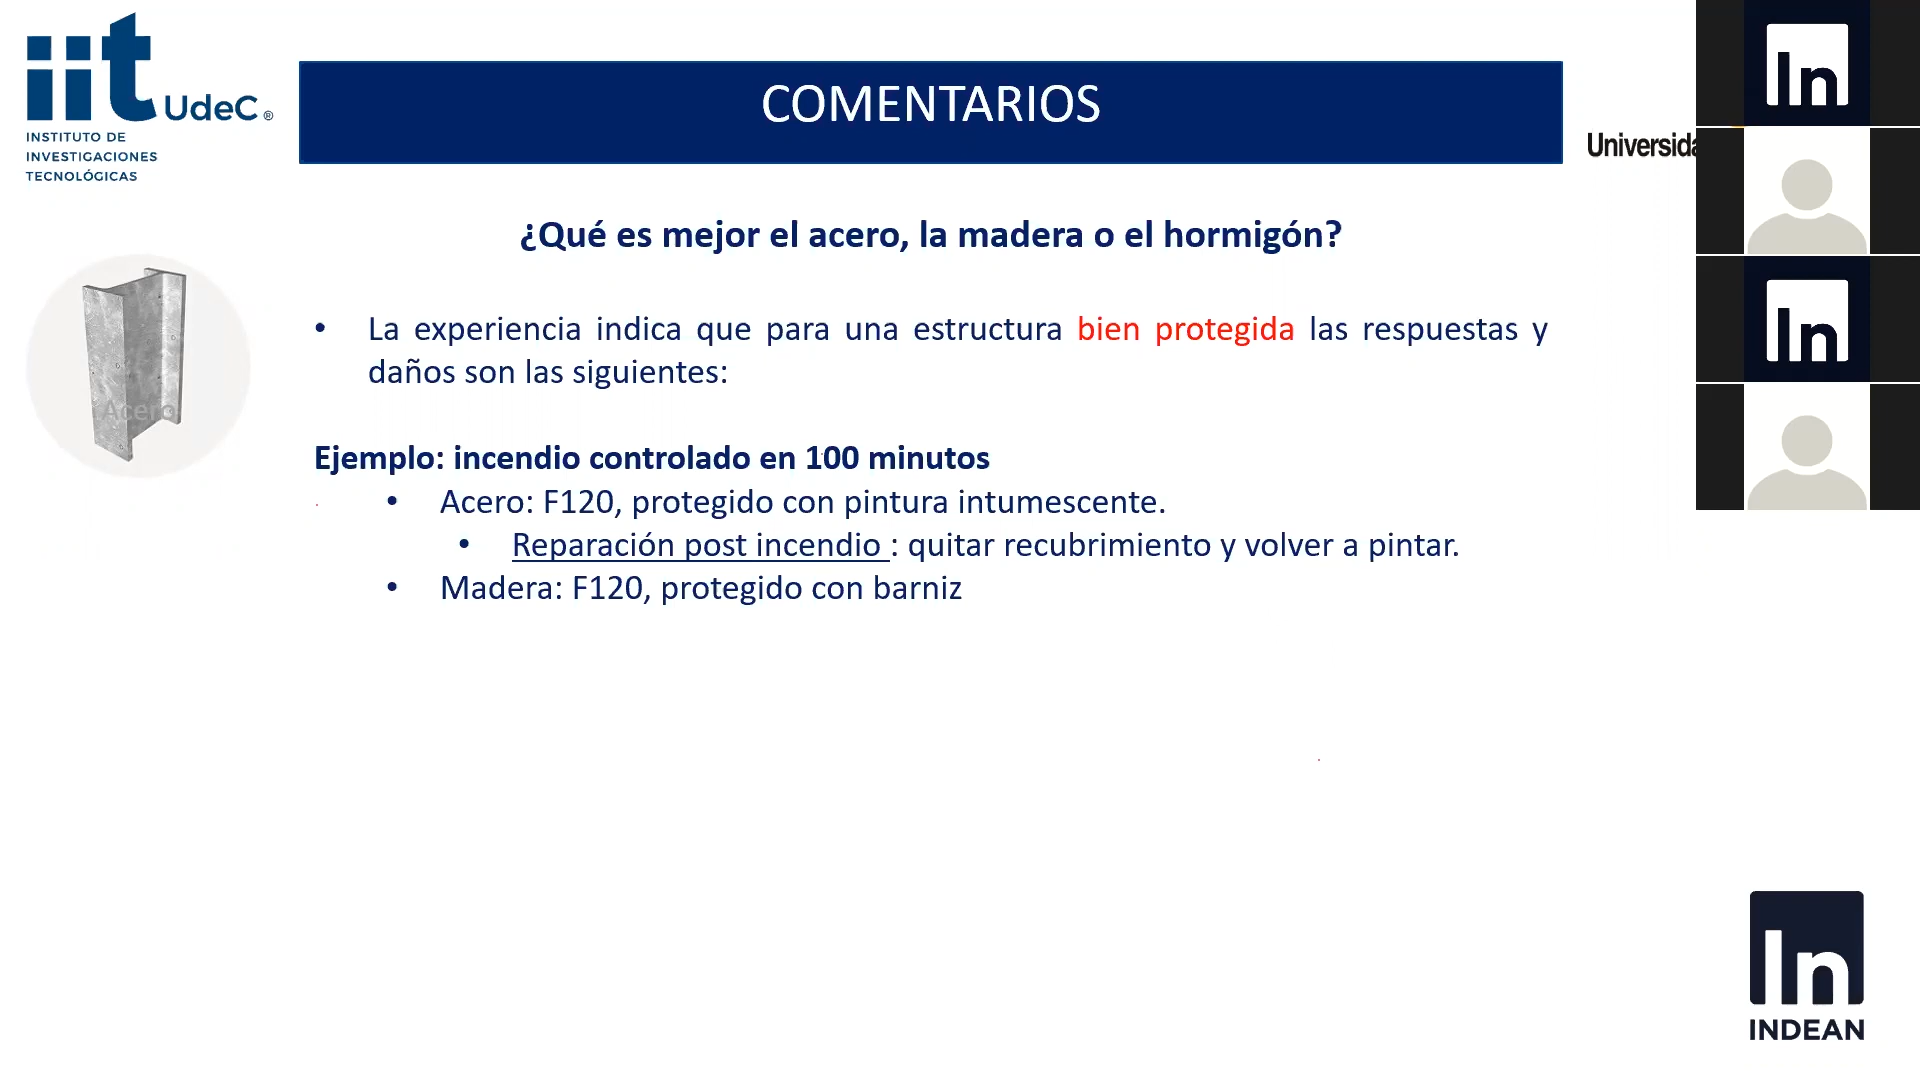 iit UdeC ®
INSTITUTO DE
INVESTIGACIONES
TECNOLÓGICAS
COMENTARIOS
Universida
In
In
¿Qué es mejor el acero, la madera o el hormigón?
Acero
• La experiencia indica que para una estructura bien protegida las respuestas y
daños son las siguientes:
Ejemplo: incendio controlado en 100 minutos
• Acero: F120, protegido con pintura intumescente.
• Reparación post incendio : quitar recubrimiento y volver a pintar.
• Madera: F120, protegido con barniz
In
INDEAN